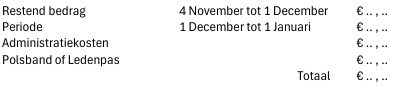 Restend bedrag 4 November tot 1 December € .. , ..
Periode 1 December tot 1 Januari € .. , ..
Administratiekosten € .. , ..
Polsband of Ledenpas € .. , ..
Totaal € .. , ..